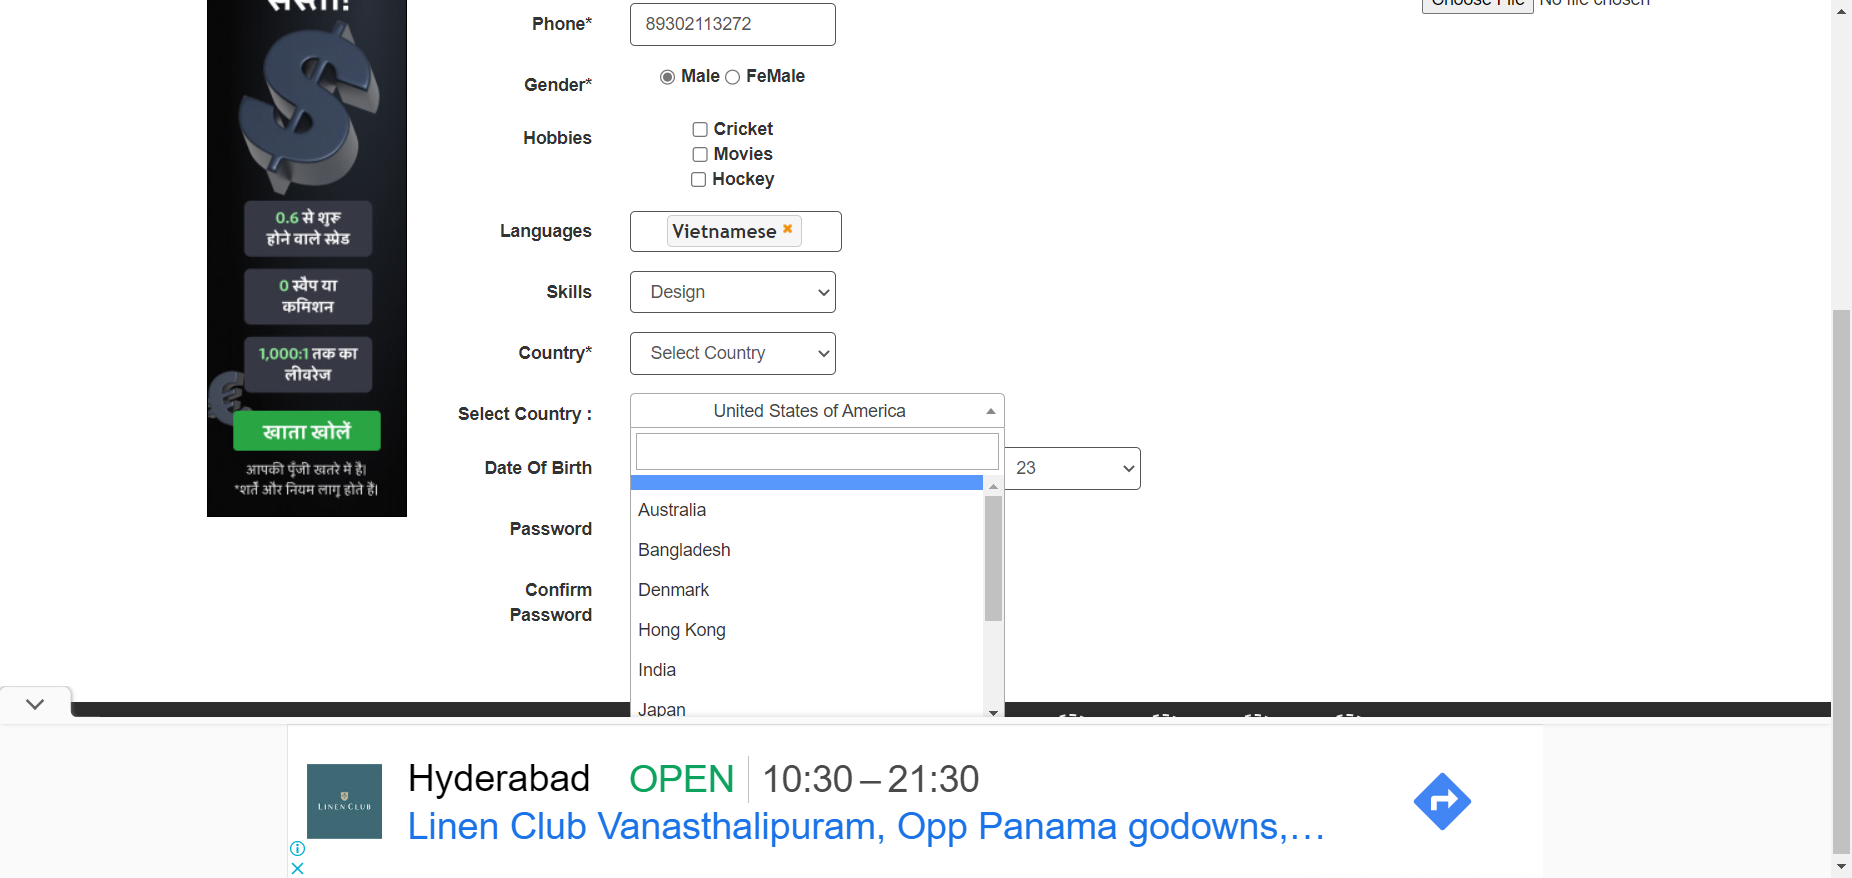 सस्ता!
0.6 से शुरू
होने वाले स्प्रेड
0 स्वैप या
कमिशन
1,000:1 तक का
लीवरेज
खाता खोलें
आपकी पूँजी खतरे में है।
*शर्तें और नियम लागू होते हैं।
Choose File No file chosen
Phone* 89302113272
Gender* Male FeMale
Hobbies Cricket
Movies
Hockey
Languages Vietnamese
Skills Design
Country* Select Country
Select Country : United States of America
Date Of Birth 23
Australia
Password
Bangladesh
Confirm
Password
Denmark
Hong Kong
India
Japan
LINEN CLUB
Hyderabad OPEN 10:30 – 21:30
Linen Club Vanasthalipuram, Opp Panama godowns,...